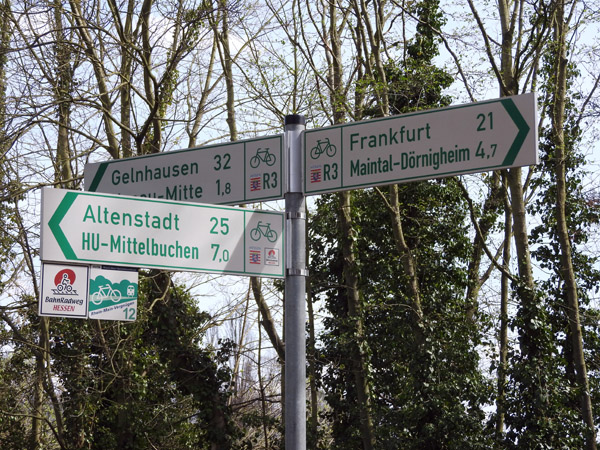 Gelnhausen 32
-Mitte 1,8
R3
Frankfurt 21
Maintal-Dörnigheim 4,7
R3
Altenstadt 25
HU-Mittelbuchen 7,0
Bahnradweg
HESSEN
12